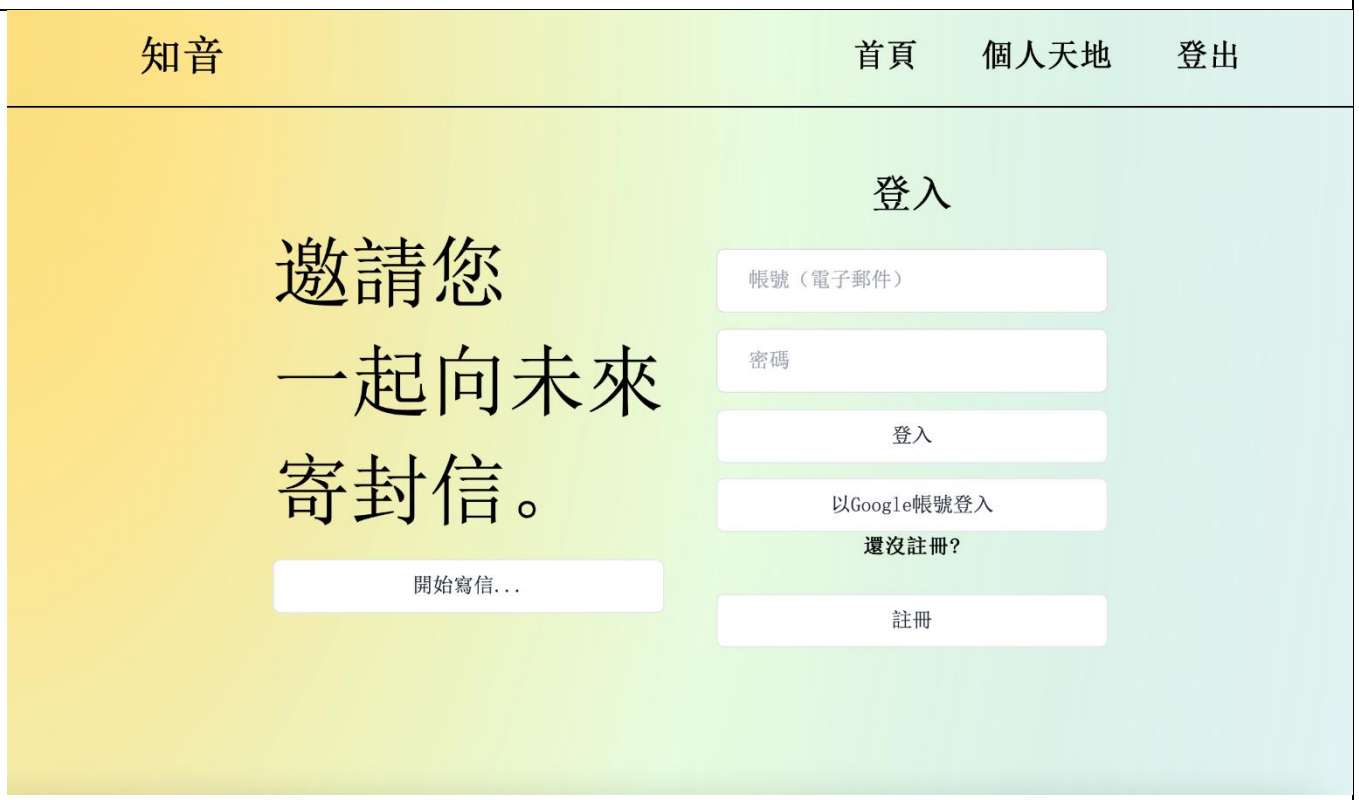 知音
首頁 個人天地 登出
登入
邀請您
一起向未來
寄封信。
開始寫信...
帳號（電子郵件）
密碼
登入
以Google帳號登入
還沒註冊?
註冊